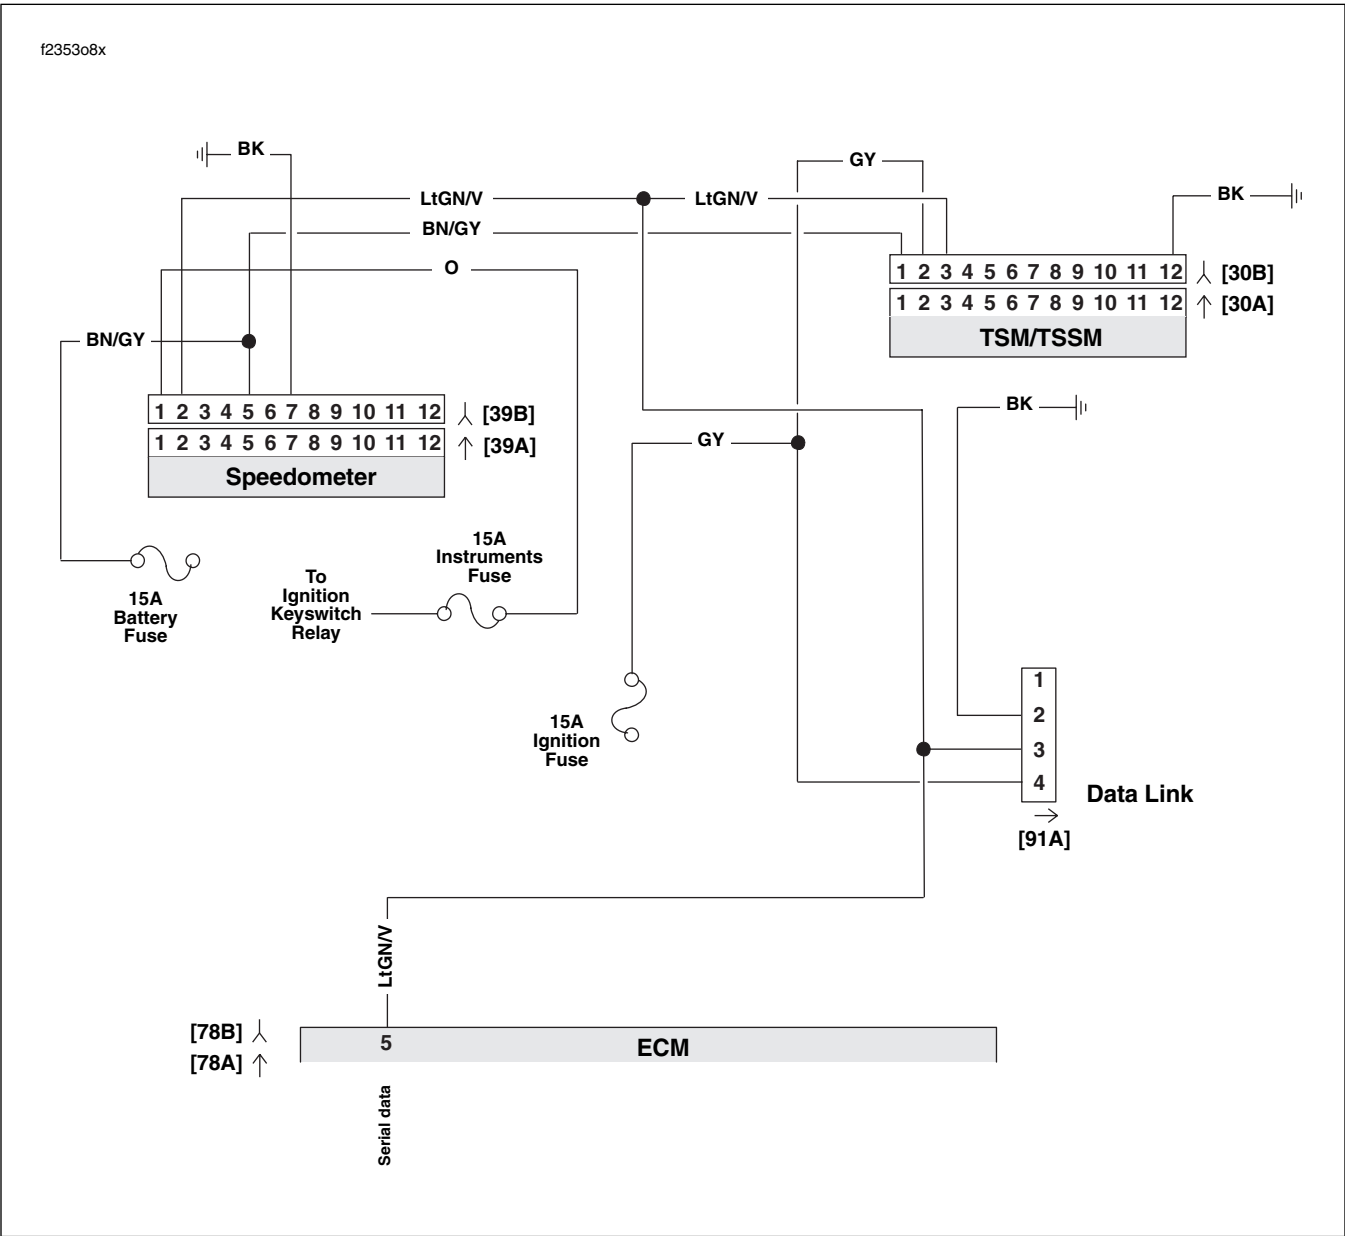 f2353o8x
BK
GY
LtGN/V
LtGN/V
BK
BN/GY
O
1 2 3 4 5 6 7 8 9 10 11 12 [30B]
1 2 3 4 5 6 7 8 9 10 11 12 [30A]
TSM/TSSM
BN/GY
1 2 3 4 5 6 7 8 9 10 11 12 [39B]
1 2 3 4 5 6 7 8 9 10 11 12 [39A]
Speedometer
BK
GY
15A
Instruments
Fuse
To
Ignition
Keyswitch
Relay
15A
Battery
Fuse
15A
Ignition
Fuse
1
2
3
4
Data Link
[91A]
LtGN/V
[78B]
[78A]
5
ECM
Serial data